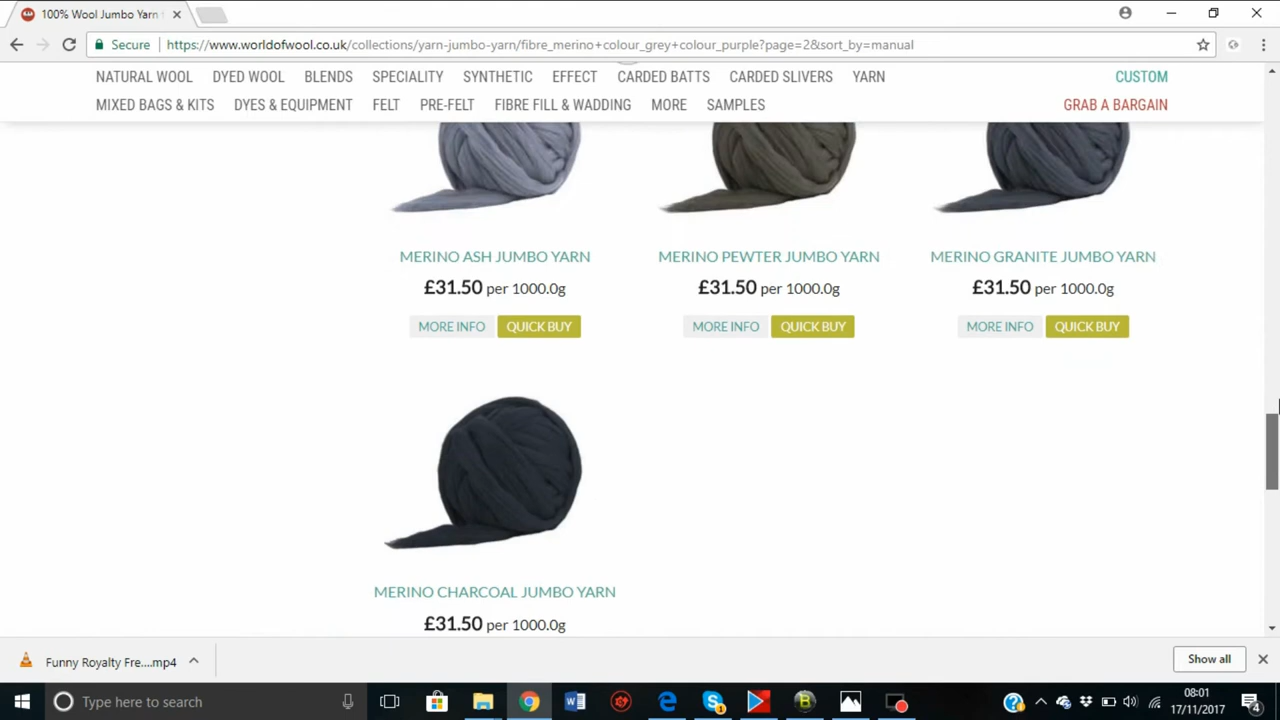 100% Wool Jumbo Yarn
Secure https://www.worldofwool.co.uk/collections/yarn-jumbo-yarn/fibre_merino+colour_grey+colour_purple?page=2&sort_by=manual
NATURAL WOOL DYED WOOL BLENDS SPECIALITY SYNTHETIC EFFECT CARDED BATTS CARDED SLIVERS YARN CUSTOM
MIXED BAGS & KITS DYES & EQUIPMENT FELT PRE-FELT FIBRE FILL & WADDING MORE SAMPLES GRAB A BARGAIN
MERINO ASH JUMBO YARN MERINO PEWTER JUMBO YARN MERINO GRANITE JUMBO YARN
£31.50 per 1000.0g £31.50 per 1000.0g £31.50 per 1000.0g
MORE INFO QUICK BUY MORE INFO QUICK BUY MORE INFO QUICK BUY
MERINO CHARCOAL JUMBO YARN
£31.50 per 1000.0g
Funny Royalty Fre....mp4 Show all
Type here to search
08:01
17/11/2017